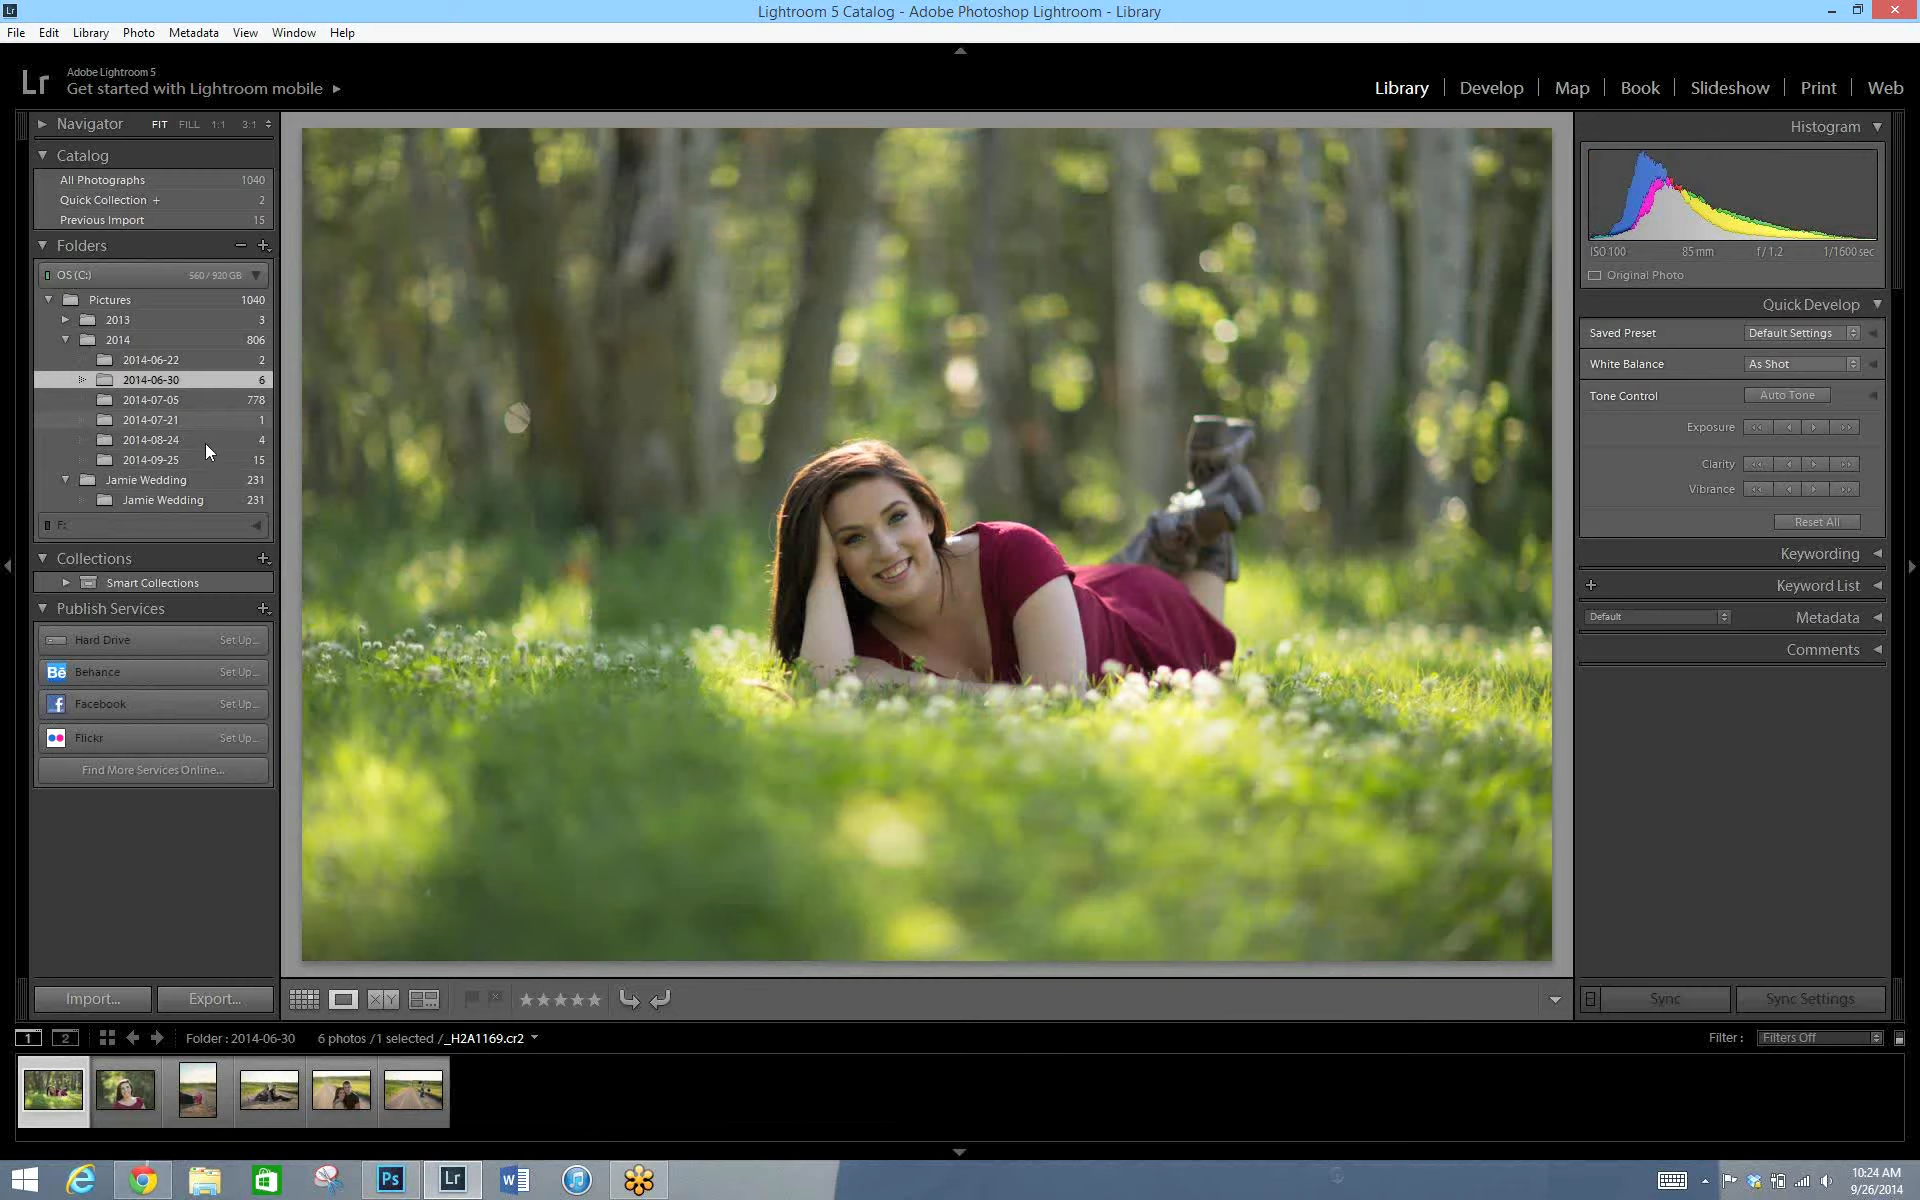 Lr
Lightroom 5 Catalog - Adobe Photoshop Lightroom - Library
File Edit Library Photo Metadata View Window Help
Lr
Adobe Lightroom 5
Get started with Lightroom mobile
Library Develop Map Book Slideshow Print Web
Navigator FIT FILL 1:1 3:1
Catalog
All Photographs 1040
Quick Collection + 2
Previous Import 15
Folders
OS (C:) 560 / 920 GB
Pictures 1040
2013 3
2014 806
2014-06-22 2
2014-06-30 6
2014-07-05 778
2014-07-21 1
2014-08-24 4
2014-09-25 15
Jamie Wedding 231
Jamie Wedding 231
F:
Collections
Smart Collections
Publish Services
Hard Drive Set Up...
Bē Behance Set Up...
f Facebook Set Up...
Flickr Set Up...
Find More Services Online...
Import... Export...
Histogram
ISO 100 85 mm f / 1.2 1/1600 sec
Original Photo
Quick Develop
Saved Preset Default Settings
White Balance As Shot
Tone Control Auto Tone
Exposure
Clarity
Vibrance
Reset All
Keywording
Keyword List
Default Metadata
Comments
XY
Sync Sync Settings
1 2 Folder : 2014-06-30 6 photos / 1 selected / _H2A1169.cr2
Filter : Filters Off
Ps Lr W
10:24 AM
9/26/2014